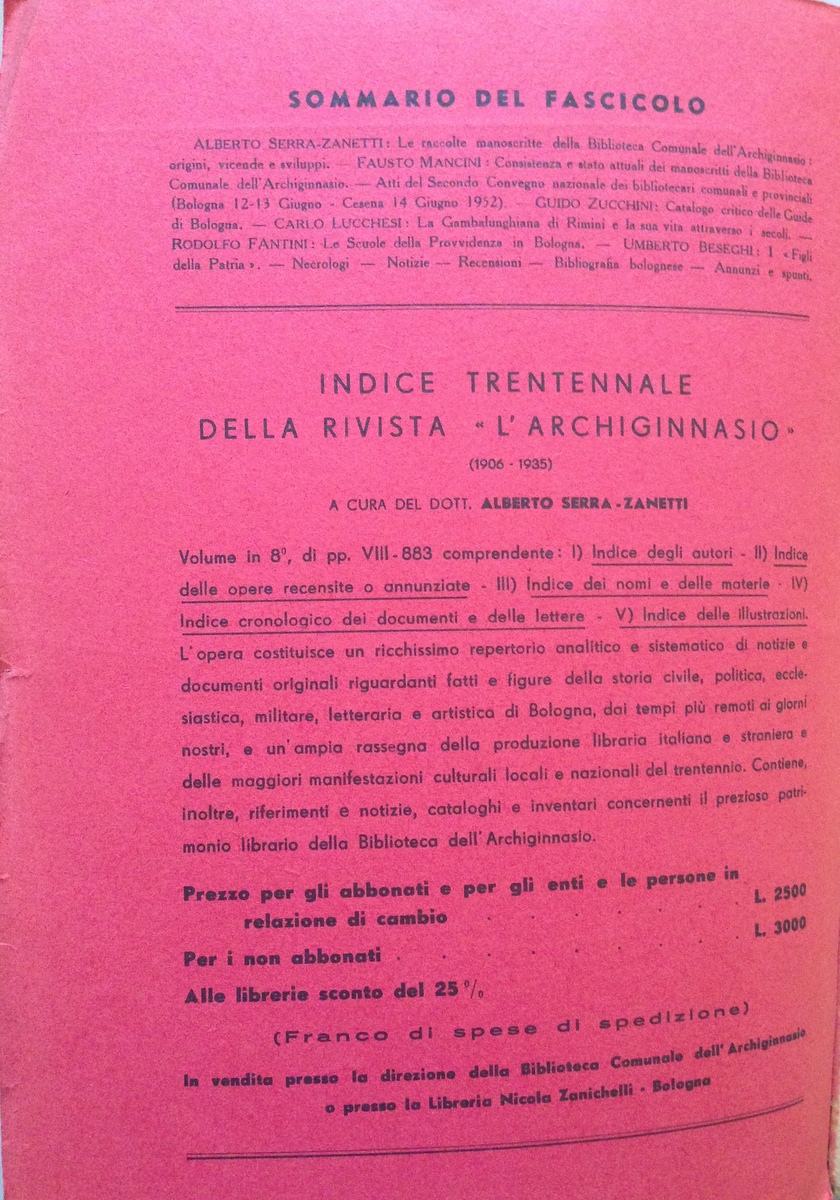 SOMMARIO DEL FASCICOLO
ALBERTO SERRA-ZANETTI: Le raccolte manoscritte della Biblioteca Comunale dell'Archiginnasio:
origini, vicende e sviluppi. — FAUSTO MANCINI: Consistenza e stato attuali dei manoscritti della Biblioteca
Comunale dell'Archiginnasio. — Atti del Secondo Convegno nazionale dei bibliotecari comunali e provinciali
(Bologna 12-13 Giugno - Cesena 14 Giugno 1952). — GUIDO ZUCCHINI: Catalogo critico delle Guide
di Bologna. — CARLO LUCCHESI: La Gambalunghiana di Rimini e la sua vita attraverso i secoli. —
RODOLFO FANTINI: Le Scuole della Provvidenza in Bologna. — UMBERTO BESEGHI: I «Figli
della Patria». — Necrologi — Notizie — Recensioni — Bibliografia bolognese — Annunzi e spunti.
INDICE TRENTENNALE
DELLA RIVISTA «L'ARCHIGINNASIO»
(1906 - 1935)
A CURA DEL DOTT. ALBERTO SERRA-ZANETTI
Volume in 8°, di pp. VIII-883 comprendente: I) Indice degli autori - II) Indice
delle opere recensite o annunziate - III) Indice dei nomi e delle materie - IV)
Indice cronologico dei documenti e delle lettere - V) Indice delle illustrazioni.
L'opera costituisce un ricchissimo repertorio analitico e sistematico di notizie e
documenti originali riguardanti fatti e figure della storia civile, politica, eccle-
siastica, militare, letteraria e artistica di Bologna, dai tempi più remoti ai giorni
nostri, e un'ampia rassegna della produzione libraria italiana e straniera e
delle maggiori manifestazioni culturali locali e nazionali del trentennio. Contiene,
inoltre, riferimenti e notizie, cataloghi e inventari concernenti il prezioso patri-
monio librario della Biblioteca dell'Archiginnasio.
Prezzo per gli abbonati e per gli enti e le persone in
relazione di cambio . . . . . . L. 2500
Per i non abbonati . . . . . . . L. 3000
Alle librerie sconto del 25 %
(Franco di spese di spedizione)
In vendita presso la direzione della Biblioteca Comunale dell'Archiginnasio
o presso la Libreria Nicola Zanichelli - Bologna